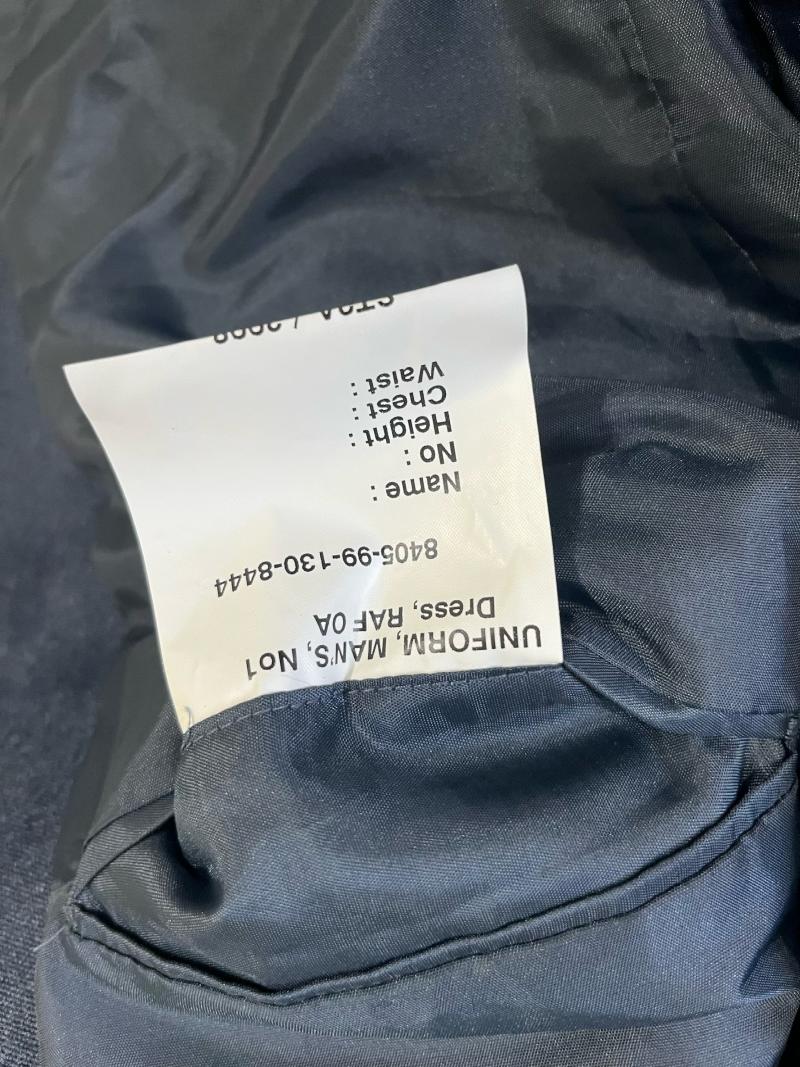 UNIFORM, MAN'S, No1
Dress, RAF OA
8405-99-130-8444
Name :
No :
Height :
Chest :
Waist :